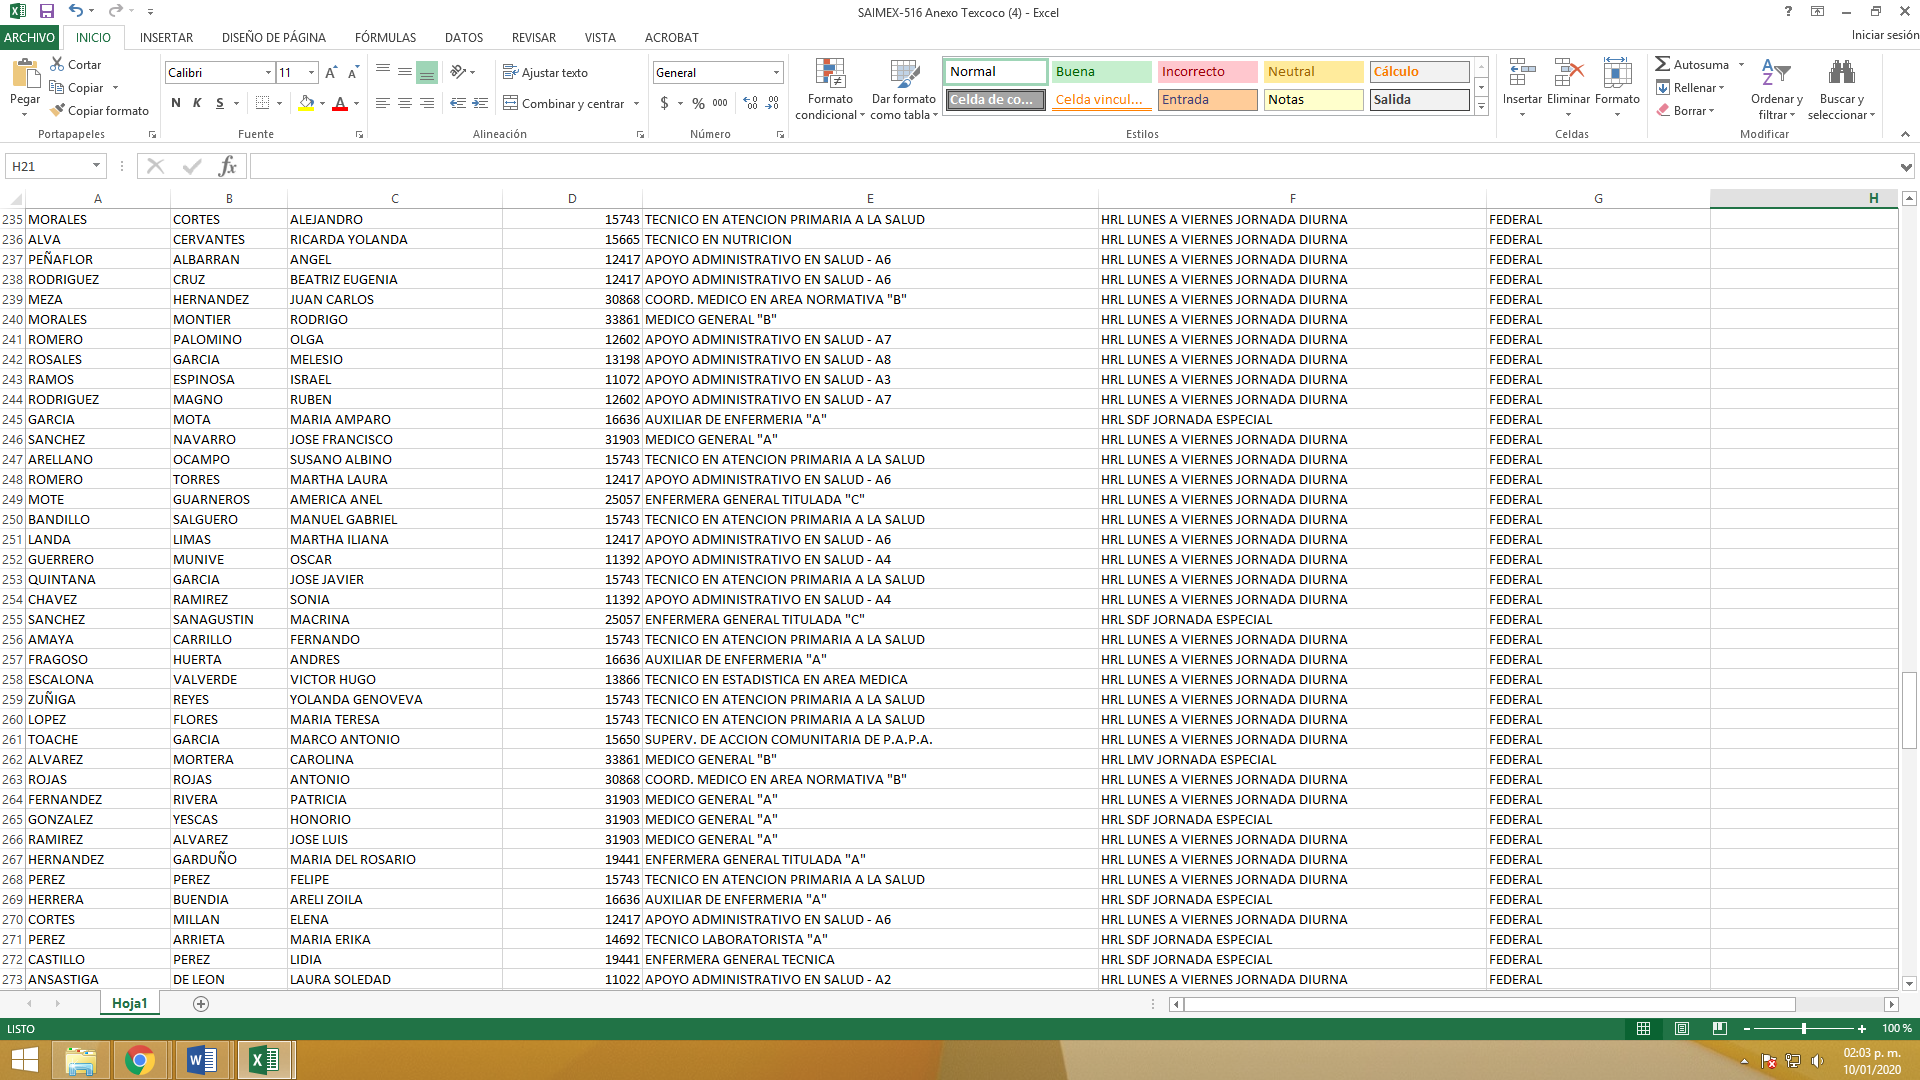 SAIMEX-516 Anexo Texcoco (4) - Excel
ARCHIVO INICIO INSERTAR DISEÑO DE PÁGINA FÓRMULAS DATOS REVISAR VISTA ACROBAT Iniciar sesión
Cortar
Copiar
Copiar formato
Pegar
Calibri 11
N K S
Ajustar texto
Combinar y centrar
General
$ % 000
Formato condicional
Dar formato como tabla
Normal Buena Incorrecto Neutral Cálculo
Celda de co... Celda vincul... Entrada Notas Salida
Insertar Eliminar Formato
Autosuma
Rellenar
Borrar
Ordenar y filtrar
Buscar y seleccionar
Portapapeles Fuente Alineación Número Estilos Celdas Modificar
H21 fx
A B C D E F G H
235 MORALES CORTES ALEJANDRO 15743 TECNICO EN ATENCION PRIMARIA A LA SALUD HRL LUNES A VIERNES JORNADA DIURNA FEDERAL
236 ALVA CERVANTES RICARDA YOLANDA 15665 TECNICO EN NUTRICION HRL LUNES A VIERNES JORNADA DIURNA FEDERAL
237 PEÑAFLOR ALBARRAN ANGEL 12417 APOYO ADMINISTRATIVO EN SALUD - A6 HRL LUNES A VIERNES JORNADA DIURNA FEDERAL
238 RODRIGUEZ CRUZ BEATRIZ EUGENIA 12417 APOYO ADMINISTRATIVO EN SALUD - A6 HRL LUNES A VIERNES JORNADA DIURNA FEDERAL
239 MEZA HERNANDEZ JUAN CARLOS 30868 COORD. MEDICO EN AREA NORMATIVA "B" HRL LUNES A VIERNES JORNADA DIURNA FEDERAL
240 MORALES MONTIER RODRIGO 33861 MEDICO GENERAL "B" HRL LUNES A VIERNES JORNADA DIURNA FEDERAL
241 ROMERO PALOMINO OLGA 12602 APOYO ADMINISTRATIVO EN SALUD - A7 HRL LUNES A VIERNES JORNADA DIURNA FEDERAL
242 ROSALES GARCIA MELESIO 13198 APOYO ADMINISTRATIVO EN SALUD - A8 HRL LUNES A VIERNES JORNADA DIURNA FEDERAL
243 RAMOS ESPINOSA ISRAEL 11072 APOYO ADMINISTRATIVO EN SALUD - A3 HRL LUNES A VIERNES JORNADA DIURNA FEDERAL
244 RODRIGUEZ MAGNO RUBEN 12602 APOYO ADMINISTRATIVO EN SALUD - A7 HRL LUNES A VIERNES JORNADA DIURNA FEDERAL
245 GARCIA MOTA MARIA AMPARO 16636 AUXILIAR DE ENFERMERIA "A" HRL SDF JORNADA ESPECIAL FEDERAL
246 SANCHEZ NAVARRO JOSE FRANCISCO 31903 MEDICO GENERAL "A" HRL LUNES A VIERNES JORNADA DIURNA FEDERAL
247 ARELLANO OCAMPO SUSANO ALBINO 15743 TECNICO EN ATENCION PRIMARIA A LA SALUD HRL LUNES A VIERNES JORNADA DIURNA FEDERAL
248 ROMERO TORRES MARTHA LAURA 12417 APOYO ADMINISTRATIVO EN SALUD - A6 HRL LUNES A VIERNES JORNADA DIURNA FEDERAL
249 MOTE GUARNEROS AMERICA ANEL 25057 ENFERMERA GENERAL TITULADA "C" HRL LUNES A VIERNES JORNADA DIURNA FEDERAL
250 BANDILLO SALGUERO MANUEL GABRIEL 15743 TECNICO EN ATENCION PRIMARIA A LA SALUD HRL LUNES A VIERNES JORNADA DIURNA FEDERAL
251 LANDA LIMAS MARTHA ILIANA 12417 APOYO ADMINISTRATIVO EN SALUD - A6 HRL LUNES A VIERNES JORNADA DIURNA FEDERAL
252 GUERRERO MUNIVE OSCAR 11392 APOYO ADMINISTRATIVO EN SALUD - A4 HRL LUNES A VIERNES JORNADA DIURNA FEDERAL
253 QUINTANA GARCIA JOSE JAVIER 15743 TECNICO EN ATENCION PRIMARIA A LA SALUD HRL LUNES A VIERNES JORNADA DIURNA FEDERAL
254 CHAVEZ RAMIREZ SONIA 11392 APOYO ADMINISTRATIVO EN SALUD - A4 HRL LUNES A VIERNES JORNADA DIURNA FEDERAL
255 SANCHEZ SANAGUSTIN MACRINA 25057 ENFERMERA GENERAL TITULADA "C" HRL SDF JORNADA ESPECIAL FEDERAL
256 AMAYA CARRILLO FERNANDO 15743 TECNICO EN ATENCION PRIMARIA A LA SALUD HRL LUNES A VIERNES JORNADA DIURNA FEDERAL
257 FRAGOSO HUERTA ANDRES 16636 AUXILIAR DE ENFERMERIA "A" HRL LUNES A VIERNES JORNADA DIURNA FEDERAL
258 ESCALONA VALVERDE VICTOR HUGO 13866 TECNICO EN ESTADISTICA EN AREA MEDICA HRL LUNES A VIERNES JORNADA DIURNA FEDERAL
259 ZUÑIGA REYES YOLANDA GENOVEVA 15743 TECNICO EN ATENCION PRIMARIA A LA SALUD HRL LUNES A VIERNES JORNADA DIURNA FEDERAL
260 LOPEZ FLORES MARIA TERESA 15743 TECNICO EN ATENCION PRIMARIA A LA SALUD HRL LUNES A VIERNES JORNADA DIURNA FEDERAL
261 TOACHE GARCIA MARCO ANTONIO 15650 SUPERV. DE ACCION COMUNITARIA DE P.A.P.A. HRL LUNES A VIERNES JORNADA DIURNA FEDERAL
262 ALVAREZ MORTERA CAROLINA 33861 MEDICO GENERAL "B" HRL LMV JORNADA ESPECIAL FEDERAL
263 ROJAS ROJAS ANTONIO 30868 COORD. MEDICO EN AREA NORMATIVA "B" HRL LUNES A VIERNES JORNADA DIURNA FEDERAL
264 FERNANDEZ RIVERA PATRICIA 31903 MEDICO GENERAL "A" HRL LUNES A VIERNES JORNADA DIURNA FEDERAL
265 GONZALEZ YESCAS HONORIO 31903 MEDICO GENERAL "A" HRL SDF JORNADA ESPECIAL FEDERAL
266 RAMIREZ ALVAREZ JOSE LUIS 31903 MEDICO GENERAL "A" HRL LUNES A VIERNES JORNADA DIURNA FEDERAL
267 HERNANDEZ GARDUÑO MARIA DEL ROSARIO 19441 ENFERMERA GENERAL TITULADA "A" HRL LUNES A VIERNES JORNADA DIURNA FEDERAL
268 PEREZ PEREZ FELIPE 15743 TECNICO EN ATENCION PRIMARIA A LA SALUD HRL LUNES A VIERNES JORNADA DIURNA FEDERAL
269 HERRERA BUENDIA ARELI ZOILA 16636 AUXILIAR DE ENFERMERIA "A" HRL SDF JORNADA ESPECIAL FEDERAL
270 CORTES MILLAN ELENA 12417 APOYO ADMINISTRATIVO EN SALUD - A6 HRL LUNES A VIERNES JORNADA DIURNA FEDERAL
271 PEREZ ARRIETA MARIA ERIKA 14692 TECNICO LABORATORISTA "A" HRL SDF JORNADA ESPECIAL FEDERAL
272 CASTILLO PEREZ LIDIA 19441 ENFERMERA GENERAL TECNICA HRL SDF JORNADA ESPECIAL FEDERAL
273 ANSASTIGA DE LEON LAURA SOLEDAD 11022 APOYO ADMINISTRATIVO EN SALUD - A2 HRL LUNES A VIERNES JORNADA DIURNA FEDERAL
Hoja1
LISTO 100 %
02:03 p. m.
10/01/2020